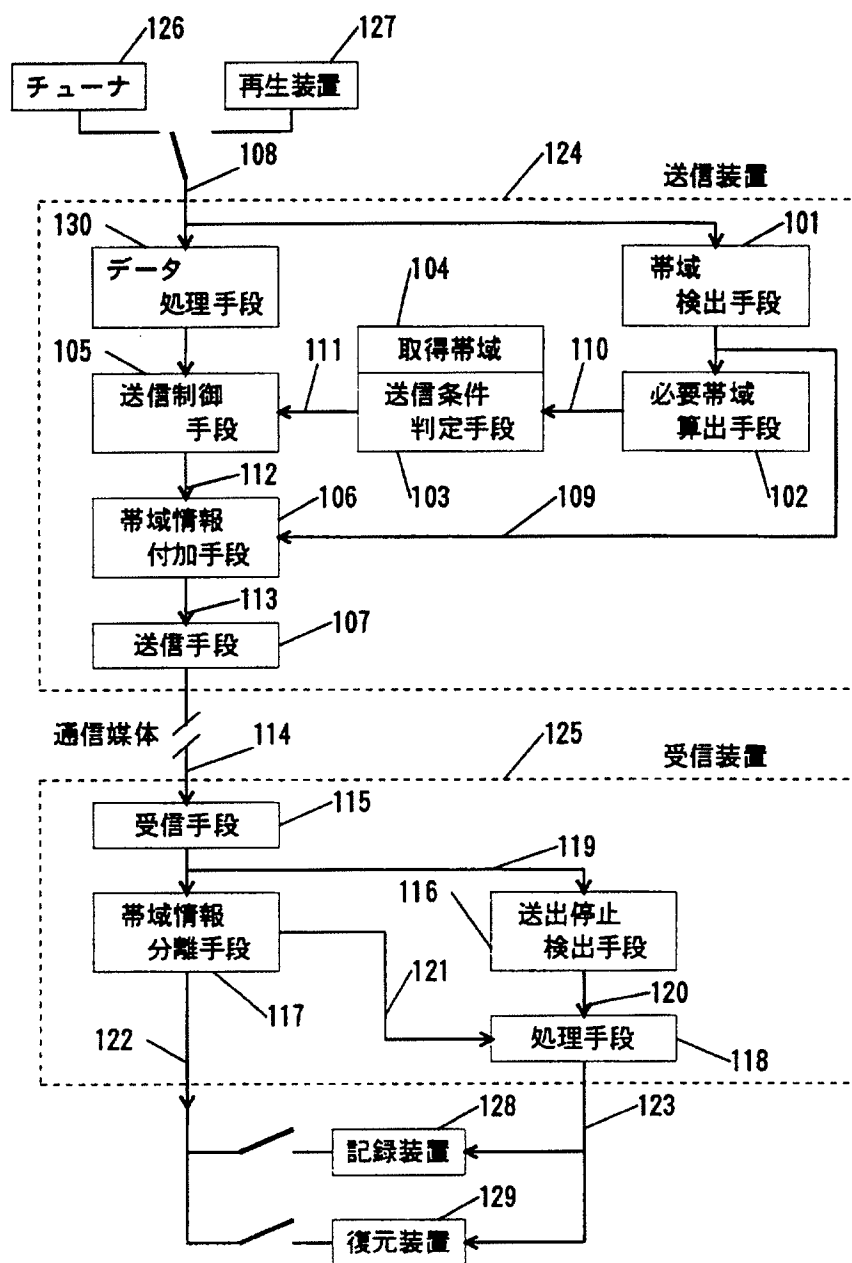 126
127
チューナ
再生装置
108
124
送信装置
130
101
データ
処理手段
104
帯域
検出手段
105
111
取得帯域
110
送信制御
手段
送信条件
判定手段
必要帯域
算出手段
112
106
103
109
102
帯域情報
付加手段
113
107
送信手段
通信媒体
114
125
受信装置
115
受信手段
119
116
帯域情報
分離手段
送出停止
検出手段
121
120
117
122
処理手段
118
128
123
記録装置
129
復元装置